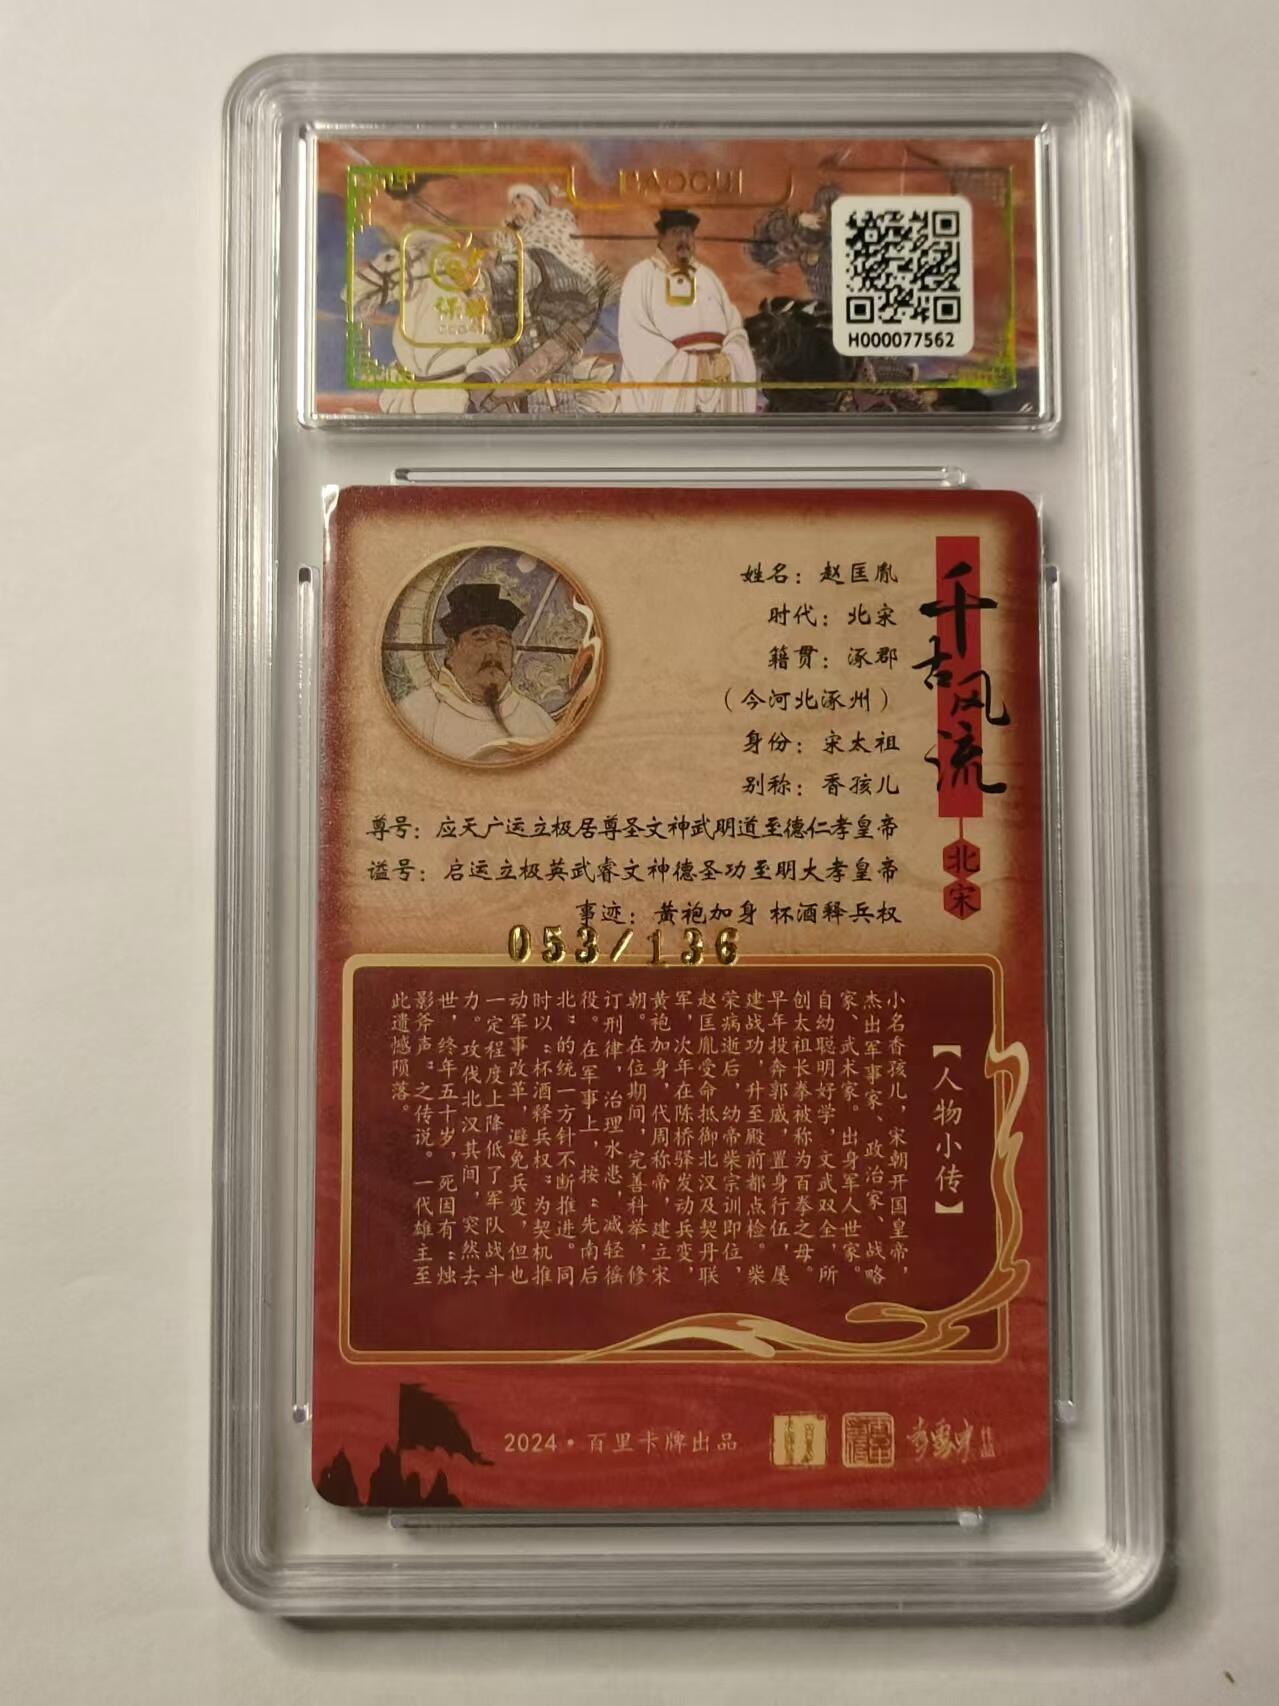 BAOCUI
H000077562
千古风流
北宋
姓名：赵匡胤
时代：北宋
籍贯：涿郡
（今河北涿州）
身份：宋太祖
别称：香孩儿
尊号：应天广运立极居尊圣文神武明道至德仁孝皇帝
谥号：启运立极英武睿文神德圣功至明大孝皇帝
事迹：黄袍加身 杯酒释兵权
053/136
【人物小传】
小名香孩儿，宋朝开国皇帝，
杰出军事家、政治家、战略
家、武术家。出身军人世家。
自幼聪明好学，文武双全，所
创太祖长拳被称为百拳之母。
早年投奔郭威，置身行伍，屡
建战功，升至殿前都点检。柴
荣病逝后，幼帝柴宗训即位，
赵匡胤受命抵御北汉及契丹联
军，次年在陈桥驿发动兵变，
黄袍加身，代周称帝，建立宋
朝。在位期间，完善科举，修
订刑律，治理水患，减轻徭
役。在军事上，按“先南后
北”的统一方针不断推进。同
时以“杯酒释兵权”为契机推
动军事改革，避免兵变，但也
一定程度上降低了军队战斗
力。攻伐北汉其间，突然去
世，终年五十岁，死因有“烛
影斧声”之传说。一代雄主至
此遗憾陨落。
2024·百里卡牌出品